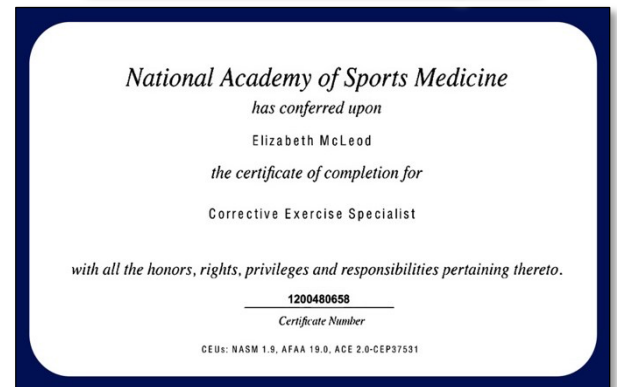 National Academy of Sports Medicine
has conferred upon
Elizabeth McLeod
the certificate of completion for
Corrective Exercise Specialist
with all the honors, rights, privileges and responsibilities pertaining thereto.
1200480658
Certificate Number
CEUs: NASM 1.9, AFAA 19.0, ACE 2.0-CEP37531